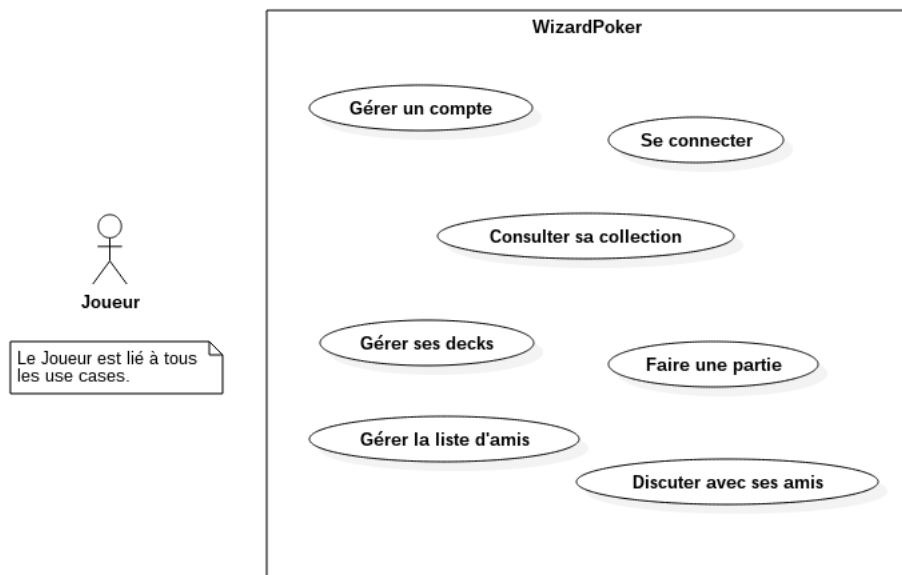 WizardPoker
Gérer un compte
Se connecter
Consulter sa collection
Joueur
Le Joueur est lié à tous
les use cases.
Gérer ses decks
Faire une partie
Gérer la liste d'amis
Discuter avec ses amis